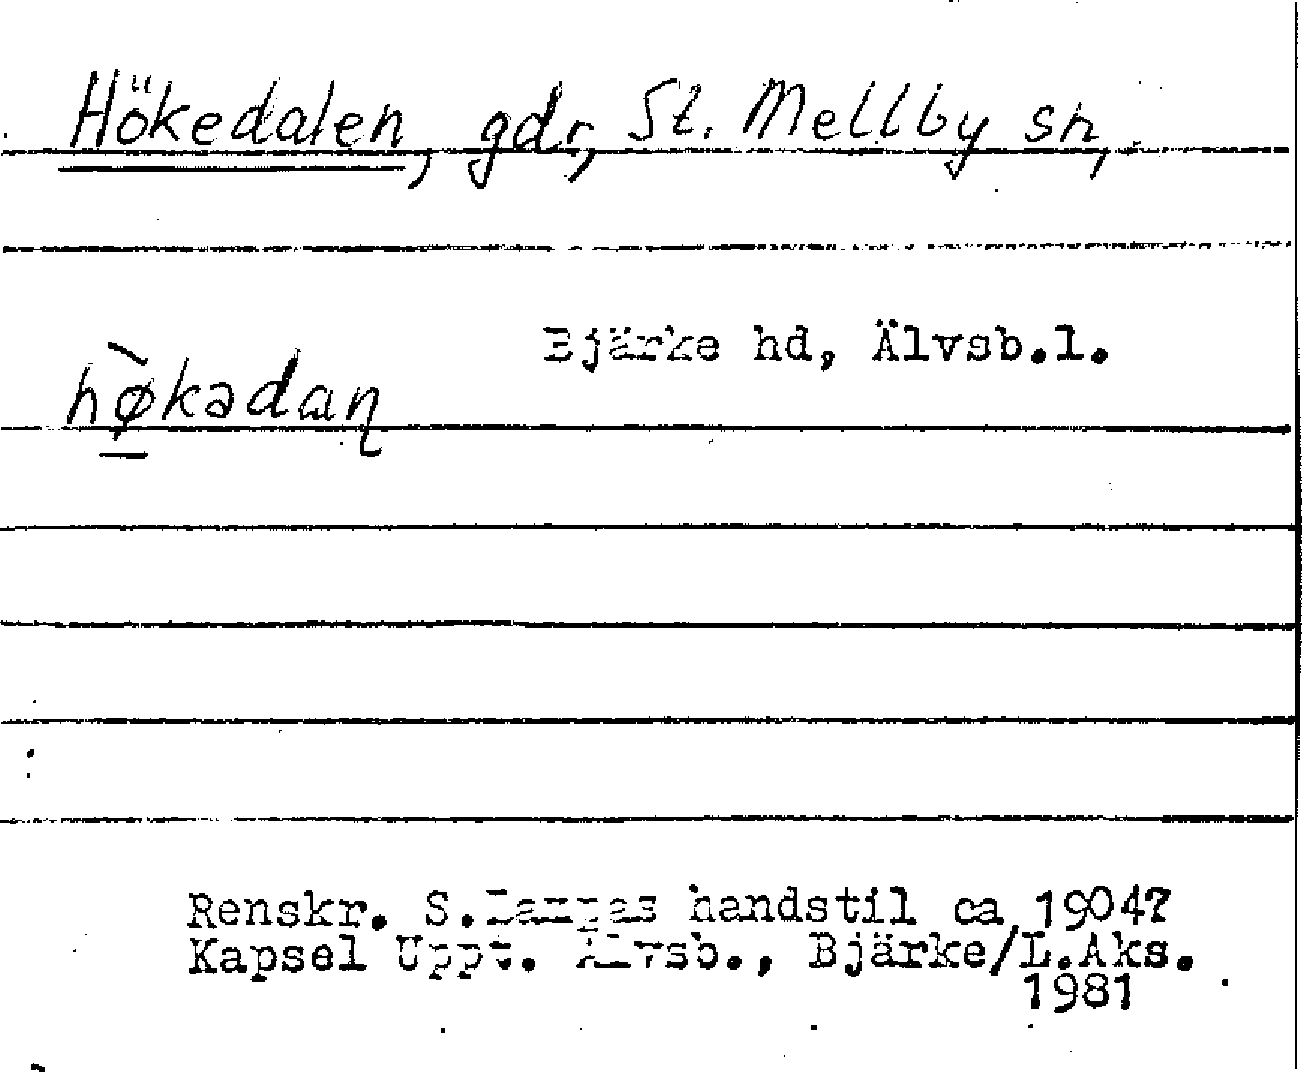 Hökedalen, gdr, St. Mellby sn,
Bjärke hd, Älvsb.l.
hø̀kədaɳ
Renskr. S. handstil ca 1904?
Kapsel Uppt. Älvsb., Bjärke/L.Aks.
1981